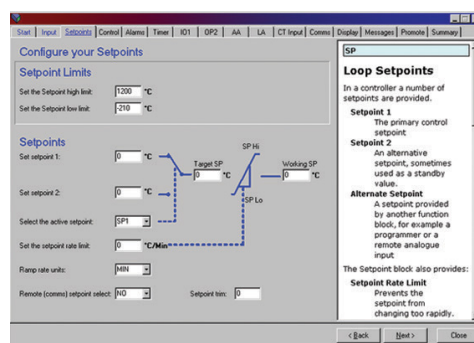 Start Input Setpoints Control Alarms Timer IO1 OP2 AA LA CT Input Comms Display Messages Promote Summary
Configure your Setpoints
Setpoint Limits
Set the Setpoint high limit: 1200 °C
Set the Setpoint low limit: -210 °C
Setpoints
SP Hi
Set setpoint 1: 0 °C
Target SP
Working SP
0 °C
0 °C
Set setpoint 2: 0 °C
SP Lo
Select the active setpoint: SP1
Set the setpoint rate limit: 0 °C/Min
Ramp rate units: MIN
Remote (comms) setpoint select: NO
Setpoint trim: 0
SP
Loop Setpoints
In a controller a number of
setpoints are provided.
Setpoint 1
The primary control
setpoint
Setpoint 2
An alternative
setpoint, sometimes
used as a standby
value.
Alternate Setpoint
A setpoint provided
by another function
block, for example a
programmer or a
remote analogue
input
The Setpoint block also provides:
Setpoint Rate Limit
Prevents the
setpoint from
changing too rapidly.
< Back Next > Close